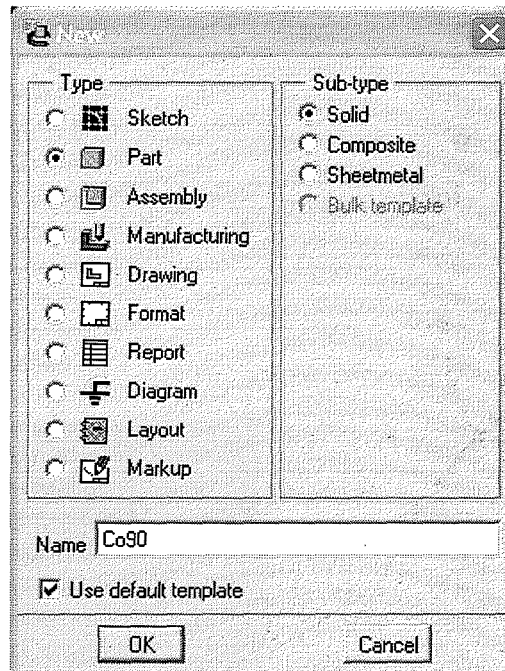 New
Type
Sketch
Part
Assembly
Manufacturing
Drawing
Format
Report
Diagram
Layout
Markup
Sub-type
Solid
Composite
Sheetmetal
Bulk template
Name Co90
Use default template
OK Cancel